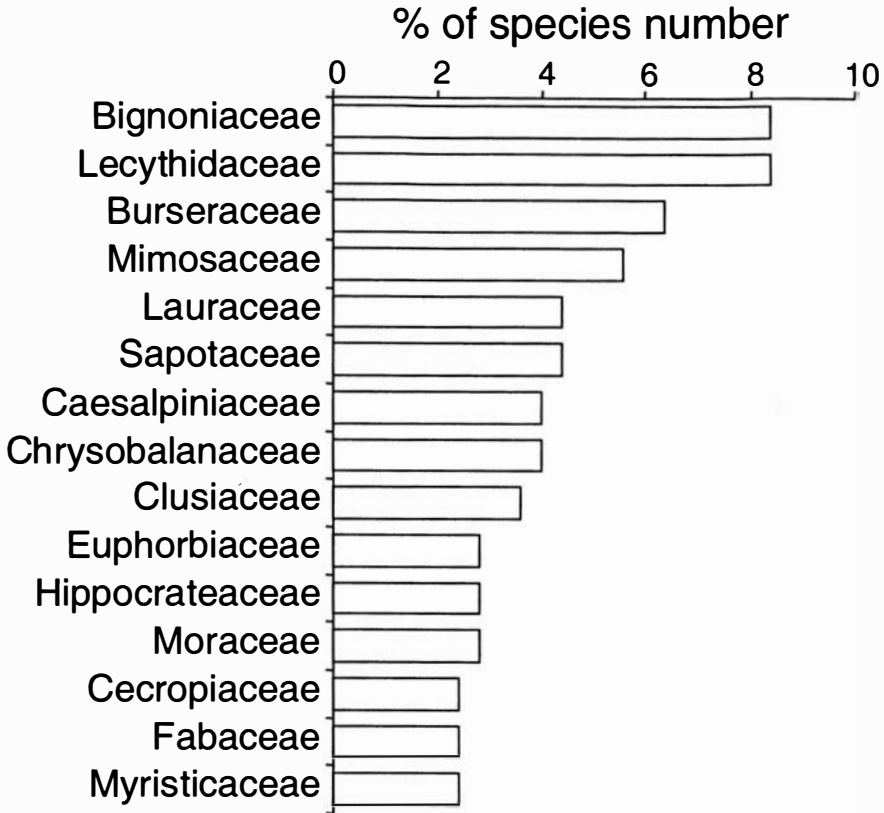 % of species number
0 2 4 6 8 10
Bignoniaceae
Lecythidaceae
Burseraceae
Mimosaceae
Lauraceae
Sapotaceae
Caesalpiniaceae
Chrysobalanaceae
Clusiaceae
Euphorbiaceae
Hippocrateaceae
Moraceae
Cecropiaceae
Fabaceae
Myristicaceae